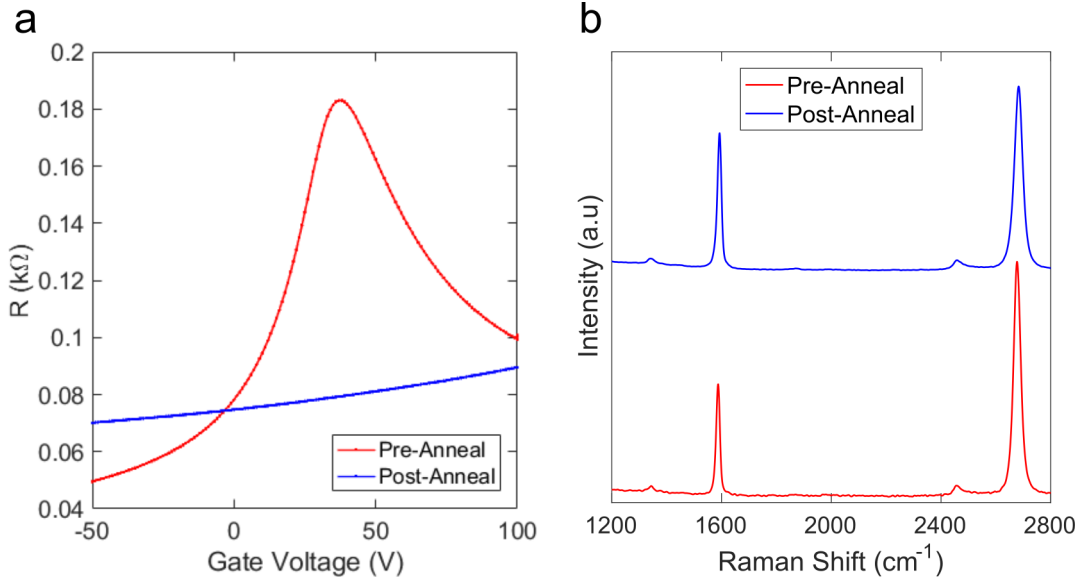 a
R (kΩ)
0.2
0.18
0.16
0.14
0.12
0.1
0.08
0.06
0.04
-50
0
50
100
Gate Voltage (V)
Pre-Anneal
Post-Anneal
b
Intensity (a.u)
Pre-Anneal
Post-Anneal
1200
1600
2000
2400
2800
Raman Shift (cm⁻¹)